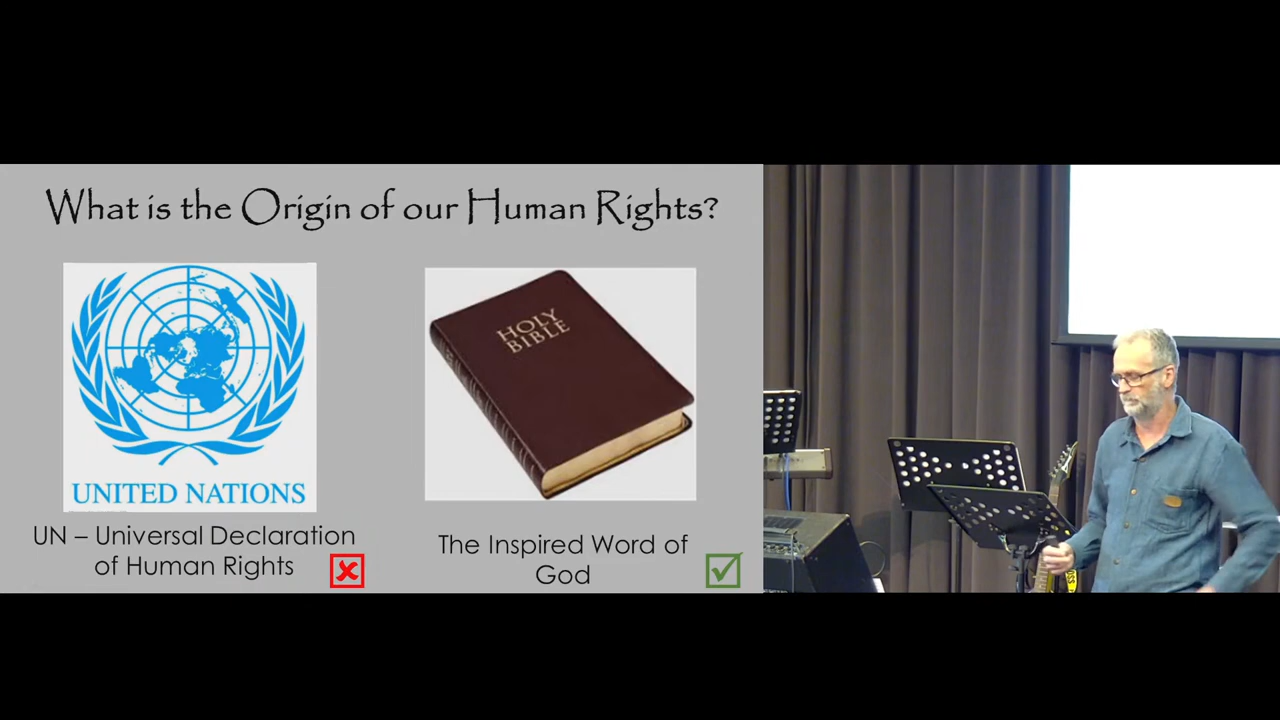 What is the Origin of our Human Rights?
UNITED NATIONS
UN – Universal Declaration
of Human Rights
HOLY
BIBLE
The Inspired Word of
God